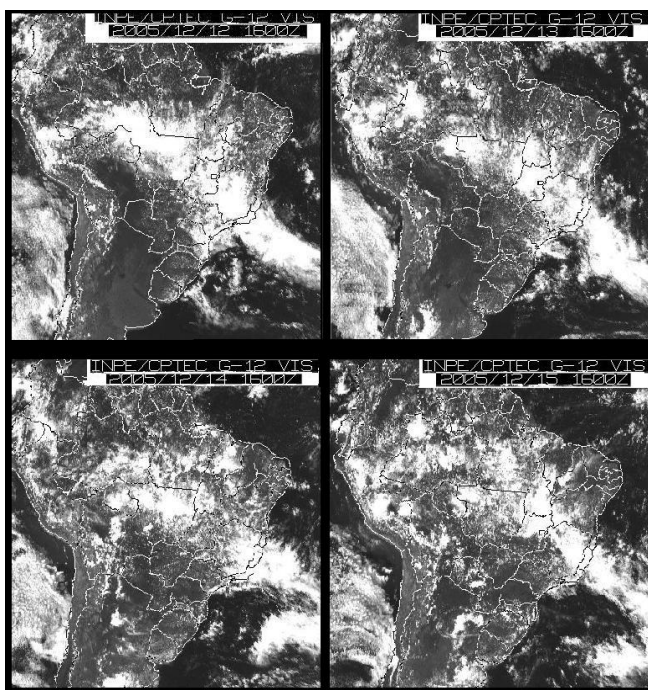 INPE/CPTEC G-12 VIS
2005/12/12 1600Z
INPE/CPTEC G-12 VIS
2005/12/13 1600Z
INPE/CPTEC G-12 VIS
2005/12/14 1600Z
INPE/CPTEC G-12 VIS
2005/12/15 1600Z